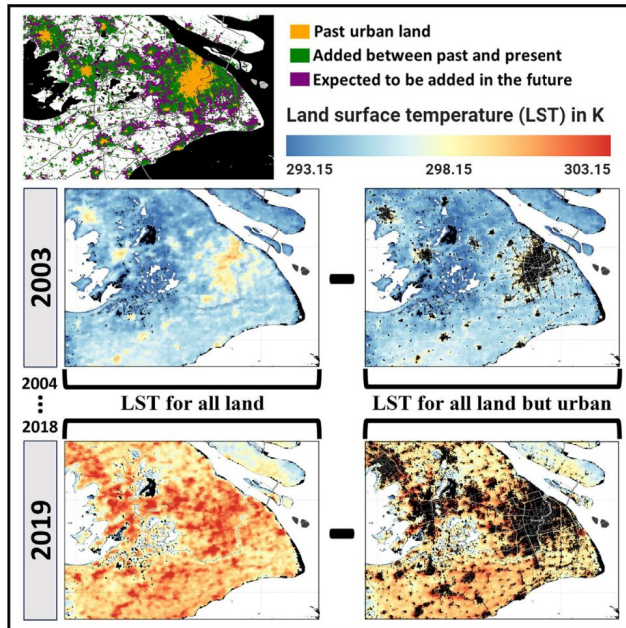 Past urban land
Added between past and present
Expected to be added in the future
Land surface temperature (LST) in K
293.15 298.15 303.15
2003
2004
2018
LST for all land
LST for all land but urban
2019